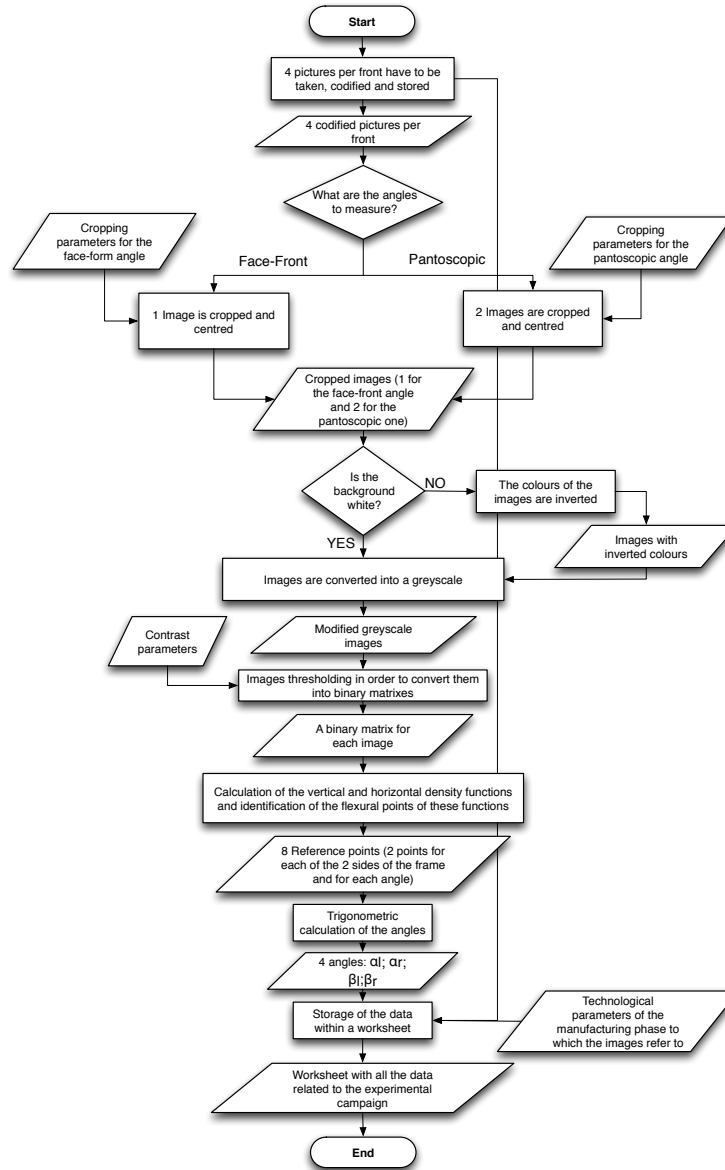 Start
4 pictures per front have to be
taken, codified and stored
4 codified pictures per
front
What are the angles
to measure?
Cropping
parameters for the
face-form angle
Cropping
parameters for the
pantoscopic angle
Face-Front
Pantoscopic
1 Image is cropped and
centred
2 Images are cropped
and centred
Cropped images (1 for
the face-front angle
and 2 for the
pantoscopic one)
Is the
background
white?
NO
The colours of the
images are inverted
YES
Images with
inverted colours
Images are converted into a greyscale
Modified greyscale
images
Contrast
parameters
Images thresholding in order to convert them
into binary matrixes
A binary matrix for
each image
Calculation of the vertical and horizontal density functions
and identification of the flexural points of these functions
8 Reference points (2 points for
each of the 2 sides of the frame
and for each angle)
Trigonometric
calculation of the angles
4 angles: αl; αr;
βl;βr
Storage of the data
within a worksheet
Technological
parameters of the
manufacturing phase to
which the images refer to
Worksheet with all the data
related to the experimental
campaign
End